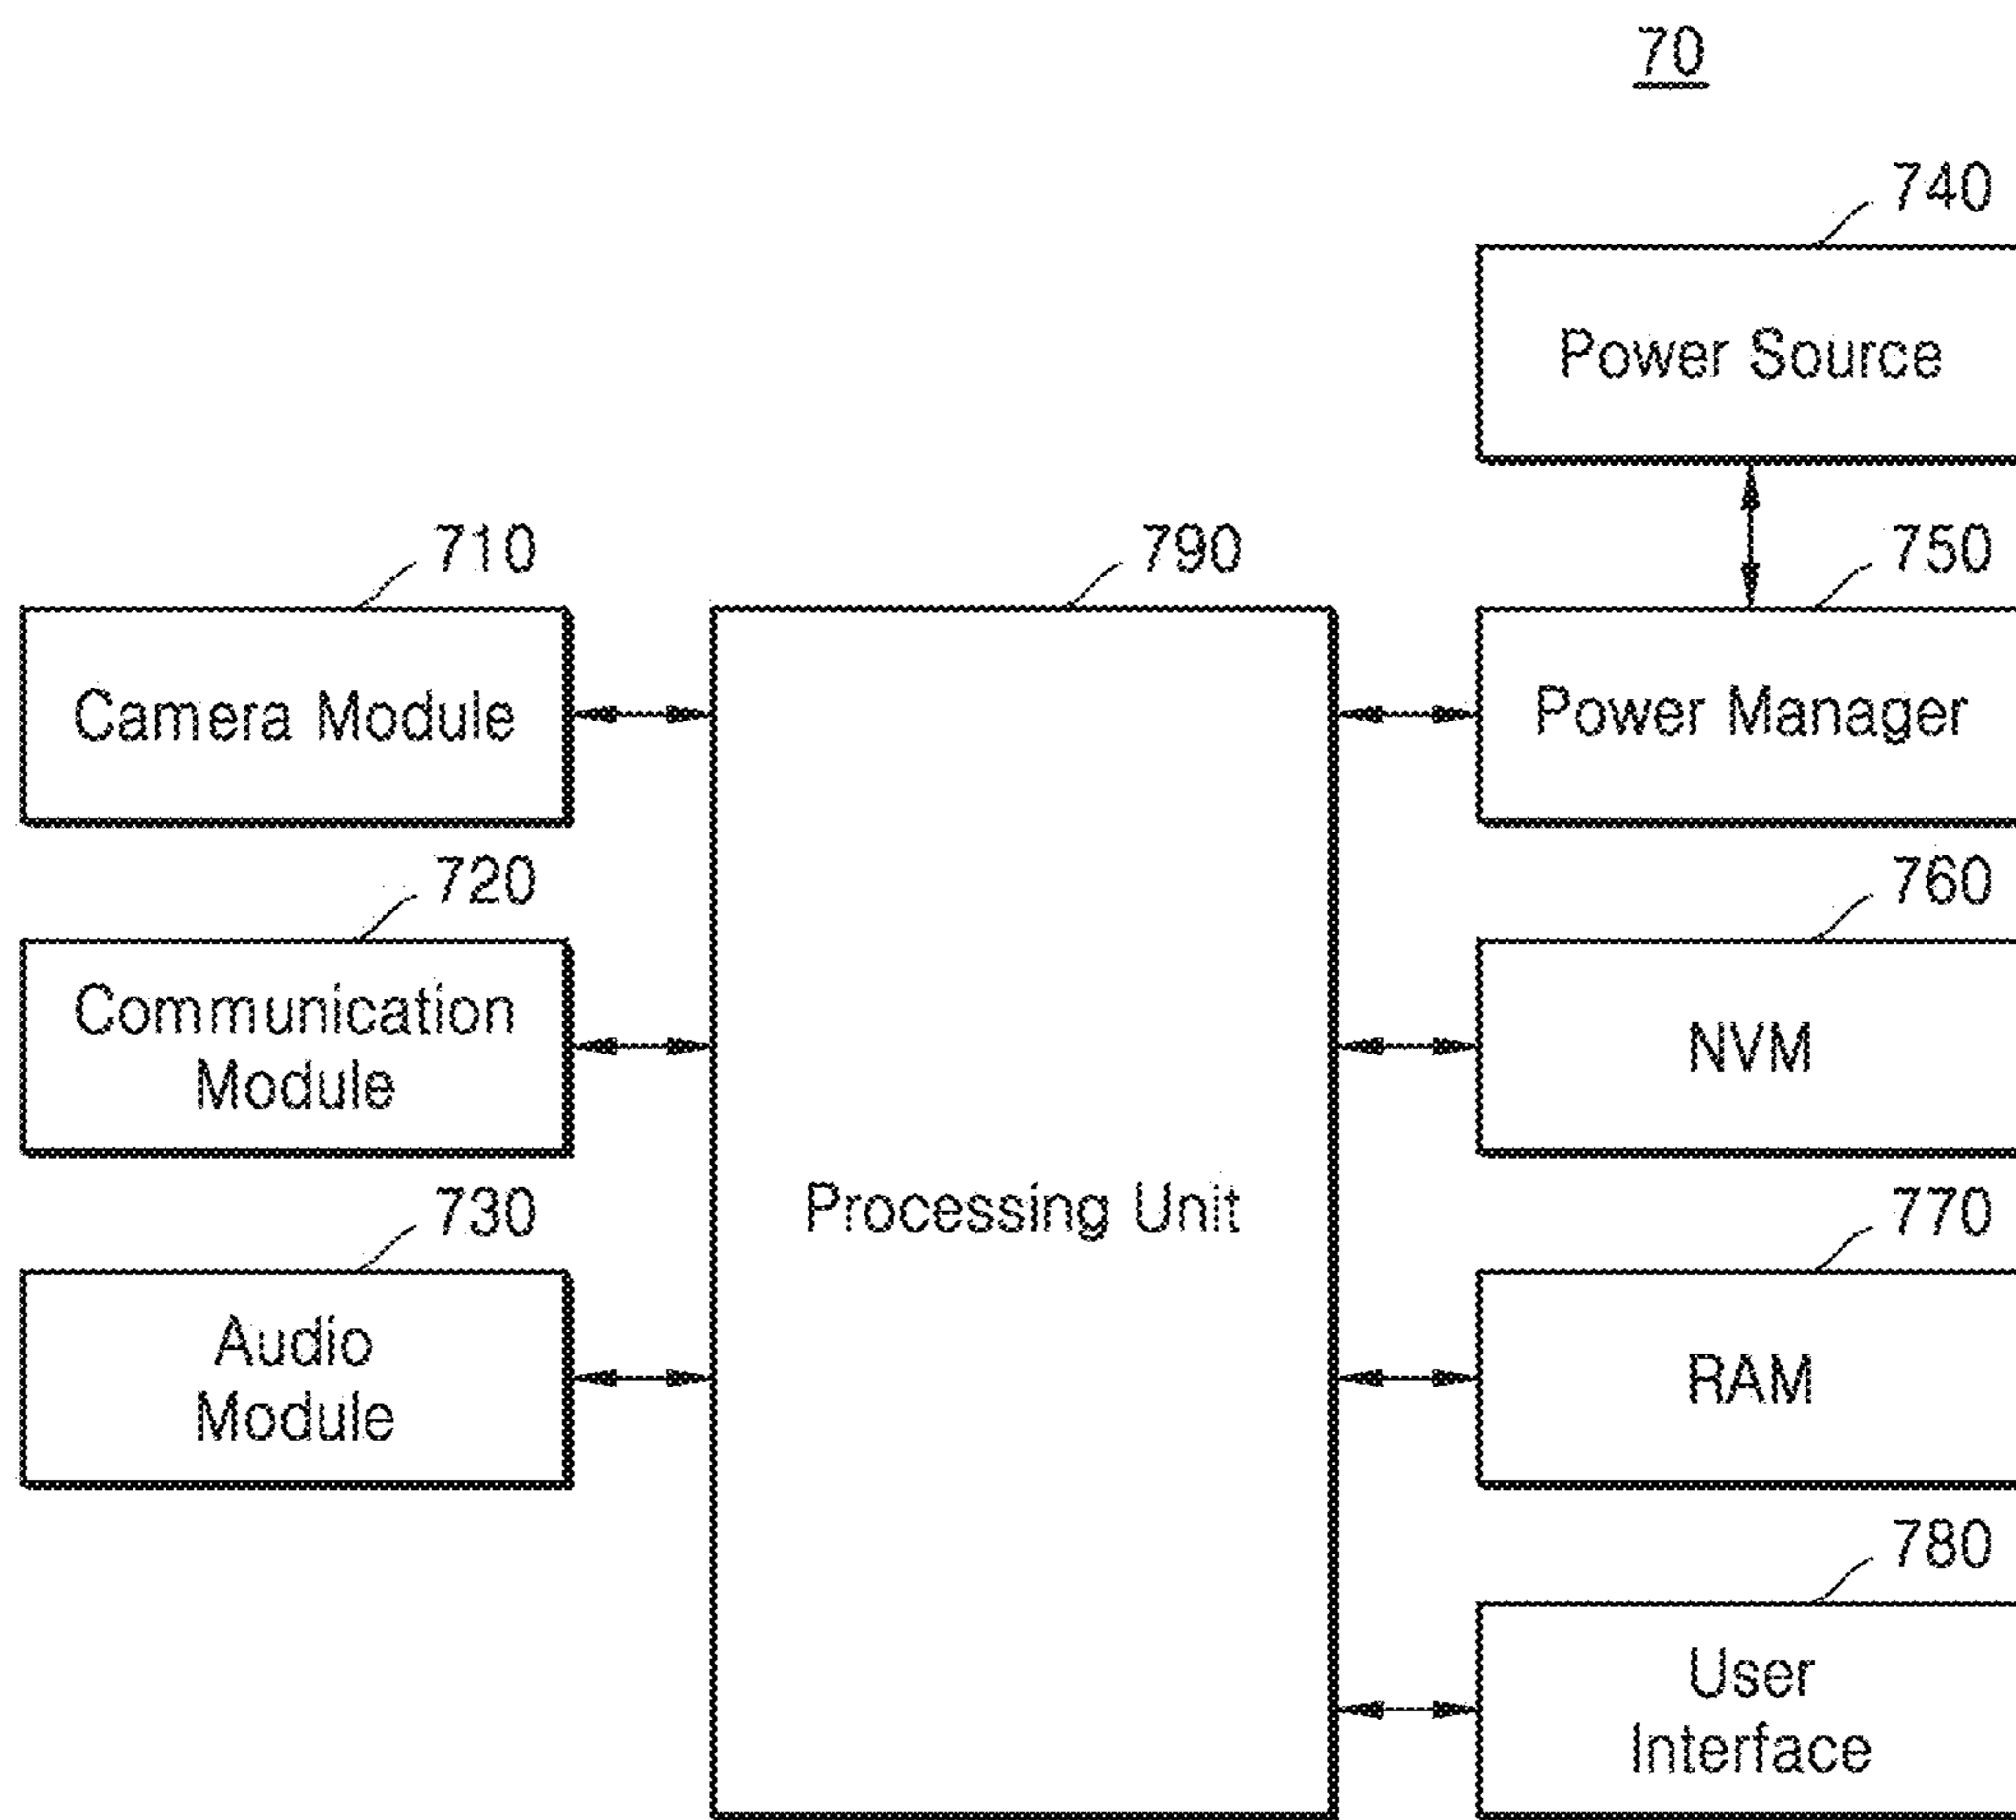 70
740
Power Source
710
790
750
Camera Module
Power Manager
720
760
Communication
Module
NVM
Processing Unit
730
770
Audio
Module
RAM
780
User
Interface